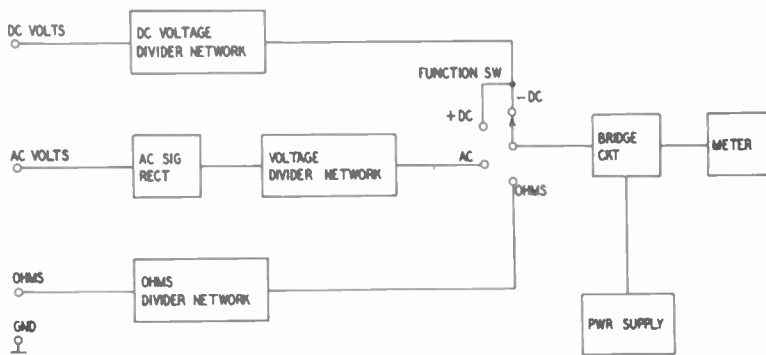 DC VOLTS
DC VOLTAGE
DIVIDER NETWORK
FUNCTION SW
- DC
+ DC
AC VOLTS
AC SIG
RECT
VOLTAGE
DIVIDER NETWORK
AC
BRIDGE
CKT
METER
OHMS
OHMS
OHMS
DIVIDER NETWORK
GND
PWR SUPPLY